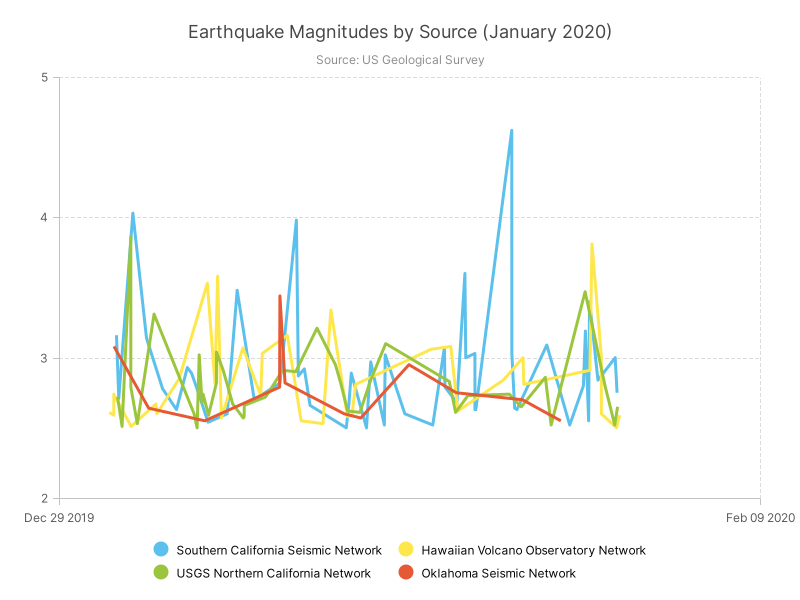 Earthquake Magnitudes by Source (January 2020)
Source: US Geological Survey
5
4
3
2
Dec 29 2019
Feb 09 2020
Southern California Seismic Network
Hawaiian Volcano Observatory Network
USGS Northern California Network
Oklahoma Seismic Network